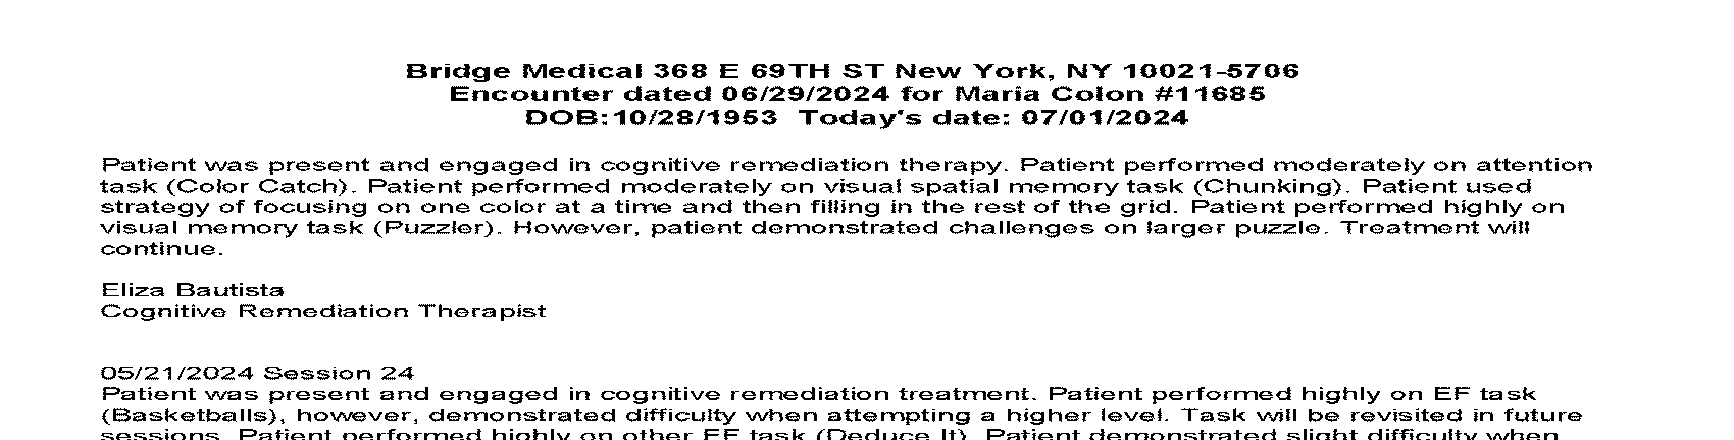 Bridge Medical 368 E 69TH ST New York, NY 10021-5706
Encounter dated 06/29/2024 for Maria Colon #11685
DOB:10/28/1953 Today's date: 07/01/2024
Patient was present and engaged in cognitive remediation therapy. Patient performed moderately on attention
task (Color Catch). Patient performed moderately on visual spatial memory task (Chunking). Patient used
strategy of focusing on one color at a time and then filling in the rest of the grid. Patient performed highly on
visual memory task (Puzzler). However, patient demonstrated challenges on larger puzzle. Treatment will
continue.
Eliza Bautista
Cognitive Remediation Therapist
05/21/2024 Session 24
Patient was present and engaged in cognitive remediation treatment. Patient performed highly on EF task
(Basketballs), however, demonstrated difficulty when attempting a higher level. Task will be revisited in future
sessions. Patient performed highly on other EF task (Deduce It). Patient demonstrated slight difficulty when